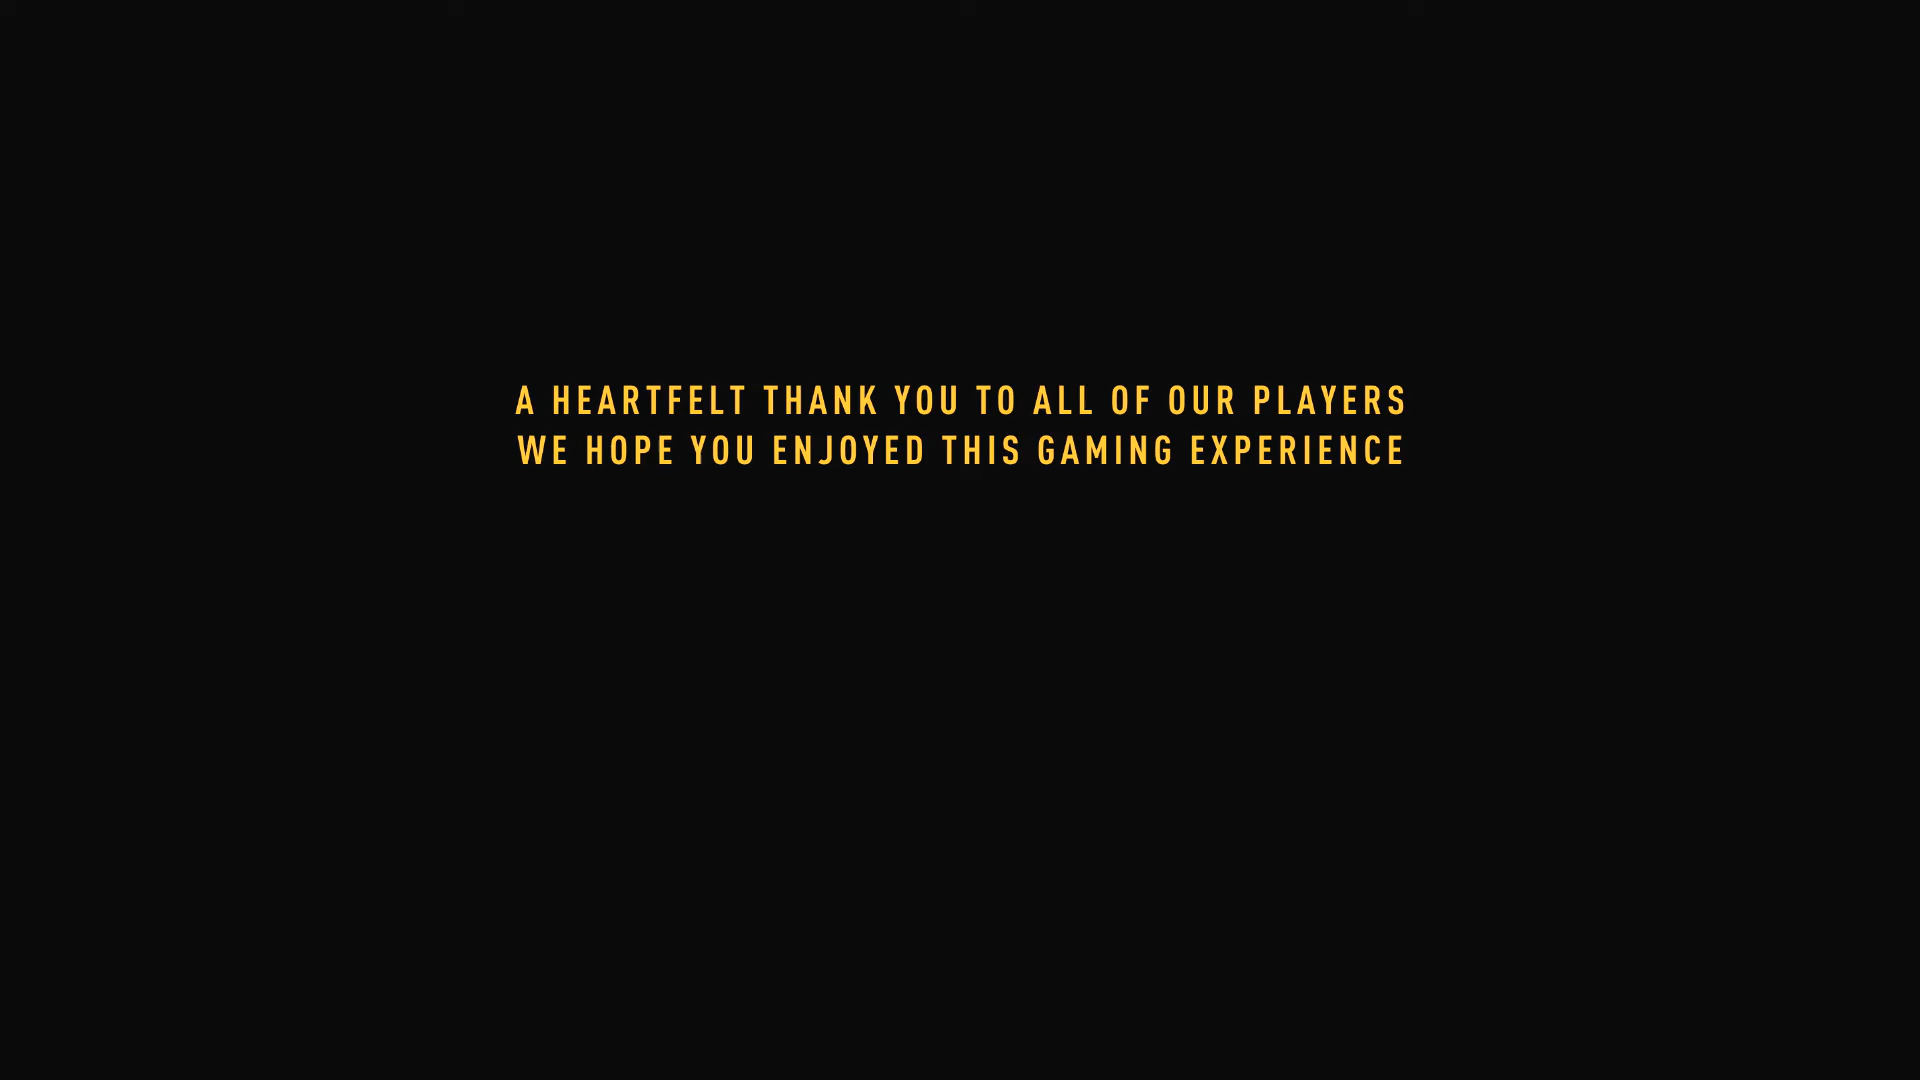 A HEARTFELT THANK YOU TO ALL OF OUR PLAYERS
WE HOPE YOU ENJOYED THIS GAMING EXPERIENCE